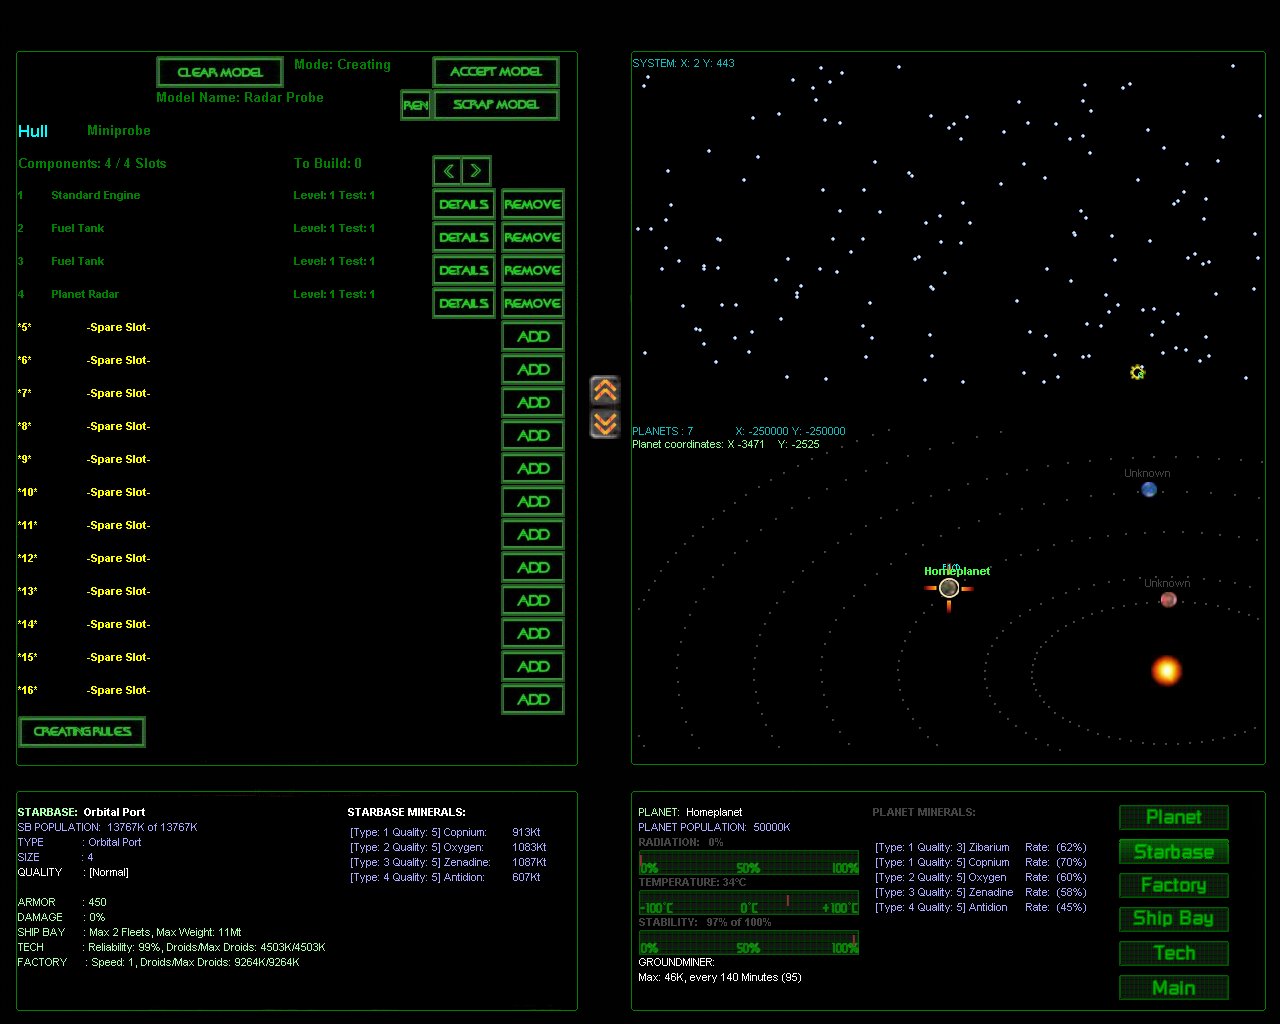 CLEAR MODEL
Mode: Creating
ACCEPT MODEL
Model Name: Radar Probe
REN
SCRAP MODEL
Hull Miniprobe
Components: 4 / 4 Slots To Build: 0
1 Standard Engine Level: 1 Test: 1 DETAILS REMOVE
2 Fuel Tank Level: 1 Test: 1 DETAILS REMOVE
3 Fuel Tank Level: 1 Test: 1 DETAILS REMOVE
4 Planet Radar Level: 1 Test: 1 DETAILS REMOVE
*5* -Spare Slot- ADD
*6* -Spare Slot- ADD
*7* -Spare Slot- ADD
*8* -Spare Slot- ADD
*9* -Spare Slot- ADD
*10* -Spare Slot- ADD
*11* -Spare Slot- ADD
*12* -Spare Slot- ADD
*13* -Spare Slot- ADD
*14* -Spare Slot- ADD
*15* -Spare Slot- ADD
*16* -Spare Slot- ADD
CREATING RULES
SYSTEM: X: 2 Y: 443
PLANETS : 7 X: -250000 Y: -250000
Planet coordinates: X -3471 Y: -2525
Unknown
Homeplanet
Unknown
STARBASE: Orbital Port
SB POPULATION: 13767K of 13767K
TYPE : Orbital Port
SIZE : 4
QUALITY : [Normal]
ARMOR : 450
DAMAGE : 0%
SHIP BAY : Max 2 Fleets, Max Weight: 11Mt
TECH : Reliability: 99%, Droids/Max Droids: 4503K/4503K
FACTORY : Speed: 1, Droids/Max Droids: 9264K/9264K
STARBASE MINERALS:
[Type: 1 Quality: 5] Copnium: 913Kt
[Type: 2 Quality: 5] Oxygen: 1083Kt
[Type: 3 Quality: 5] Zenadine: 1087Kt
[Type: 4 Quality: 5] Antidion: 607Kt
PLANET: Homeplanet
PLANET POPULATION: 50000K
RADIATION: 0%
0% 50% 100%
TEMPERATURE: 34°C
-100°C 0°C +100°C
STABILITY: 97% of 100%
0% 50% 100%
GROUNDMINER:
Max: 46K, every 140 Minutes (95)
PLANET MINERALS:
[Type: 1 Quality: 3] Zibarium Rate: (62%)
[Type: 1 Quality: 5] Copnium Rate: (70%)
[Type: 2 Quality: 5] Oxygen Rate: (60%)
[Type: 3 Quality: 5] Zenadine Rate: (58%)
[Type: 4 Quality: 5] Antidion Rate: (45%)
Planet
Starbase
Factory
Ship Bay
Tech
Main